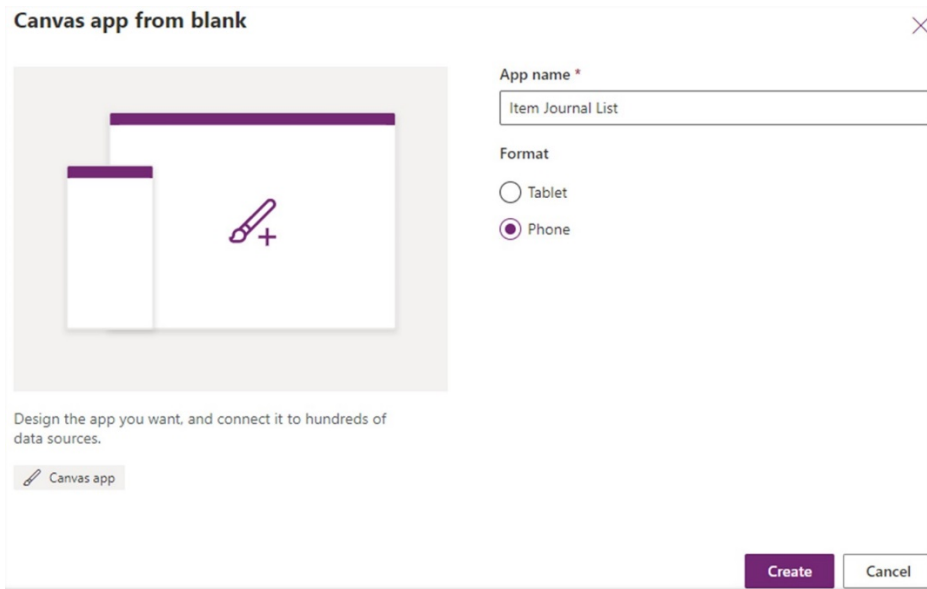 Canvas app from blank
App name *
Item Journal List
Format
Tablet
Phone
Design the app you want, and connect it to hundreds of
data sources.
Canvas app
Create
Cancel